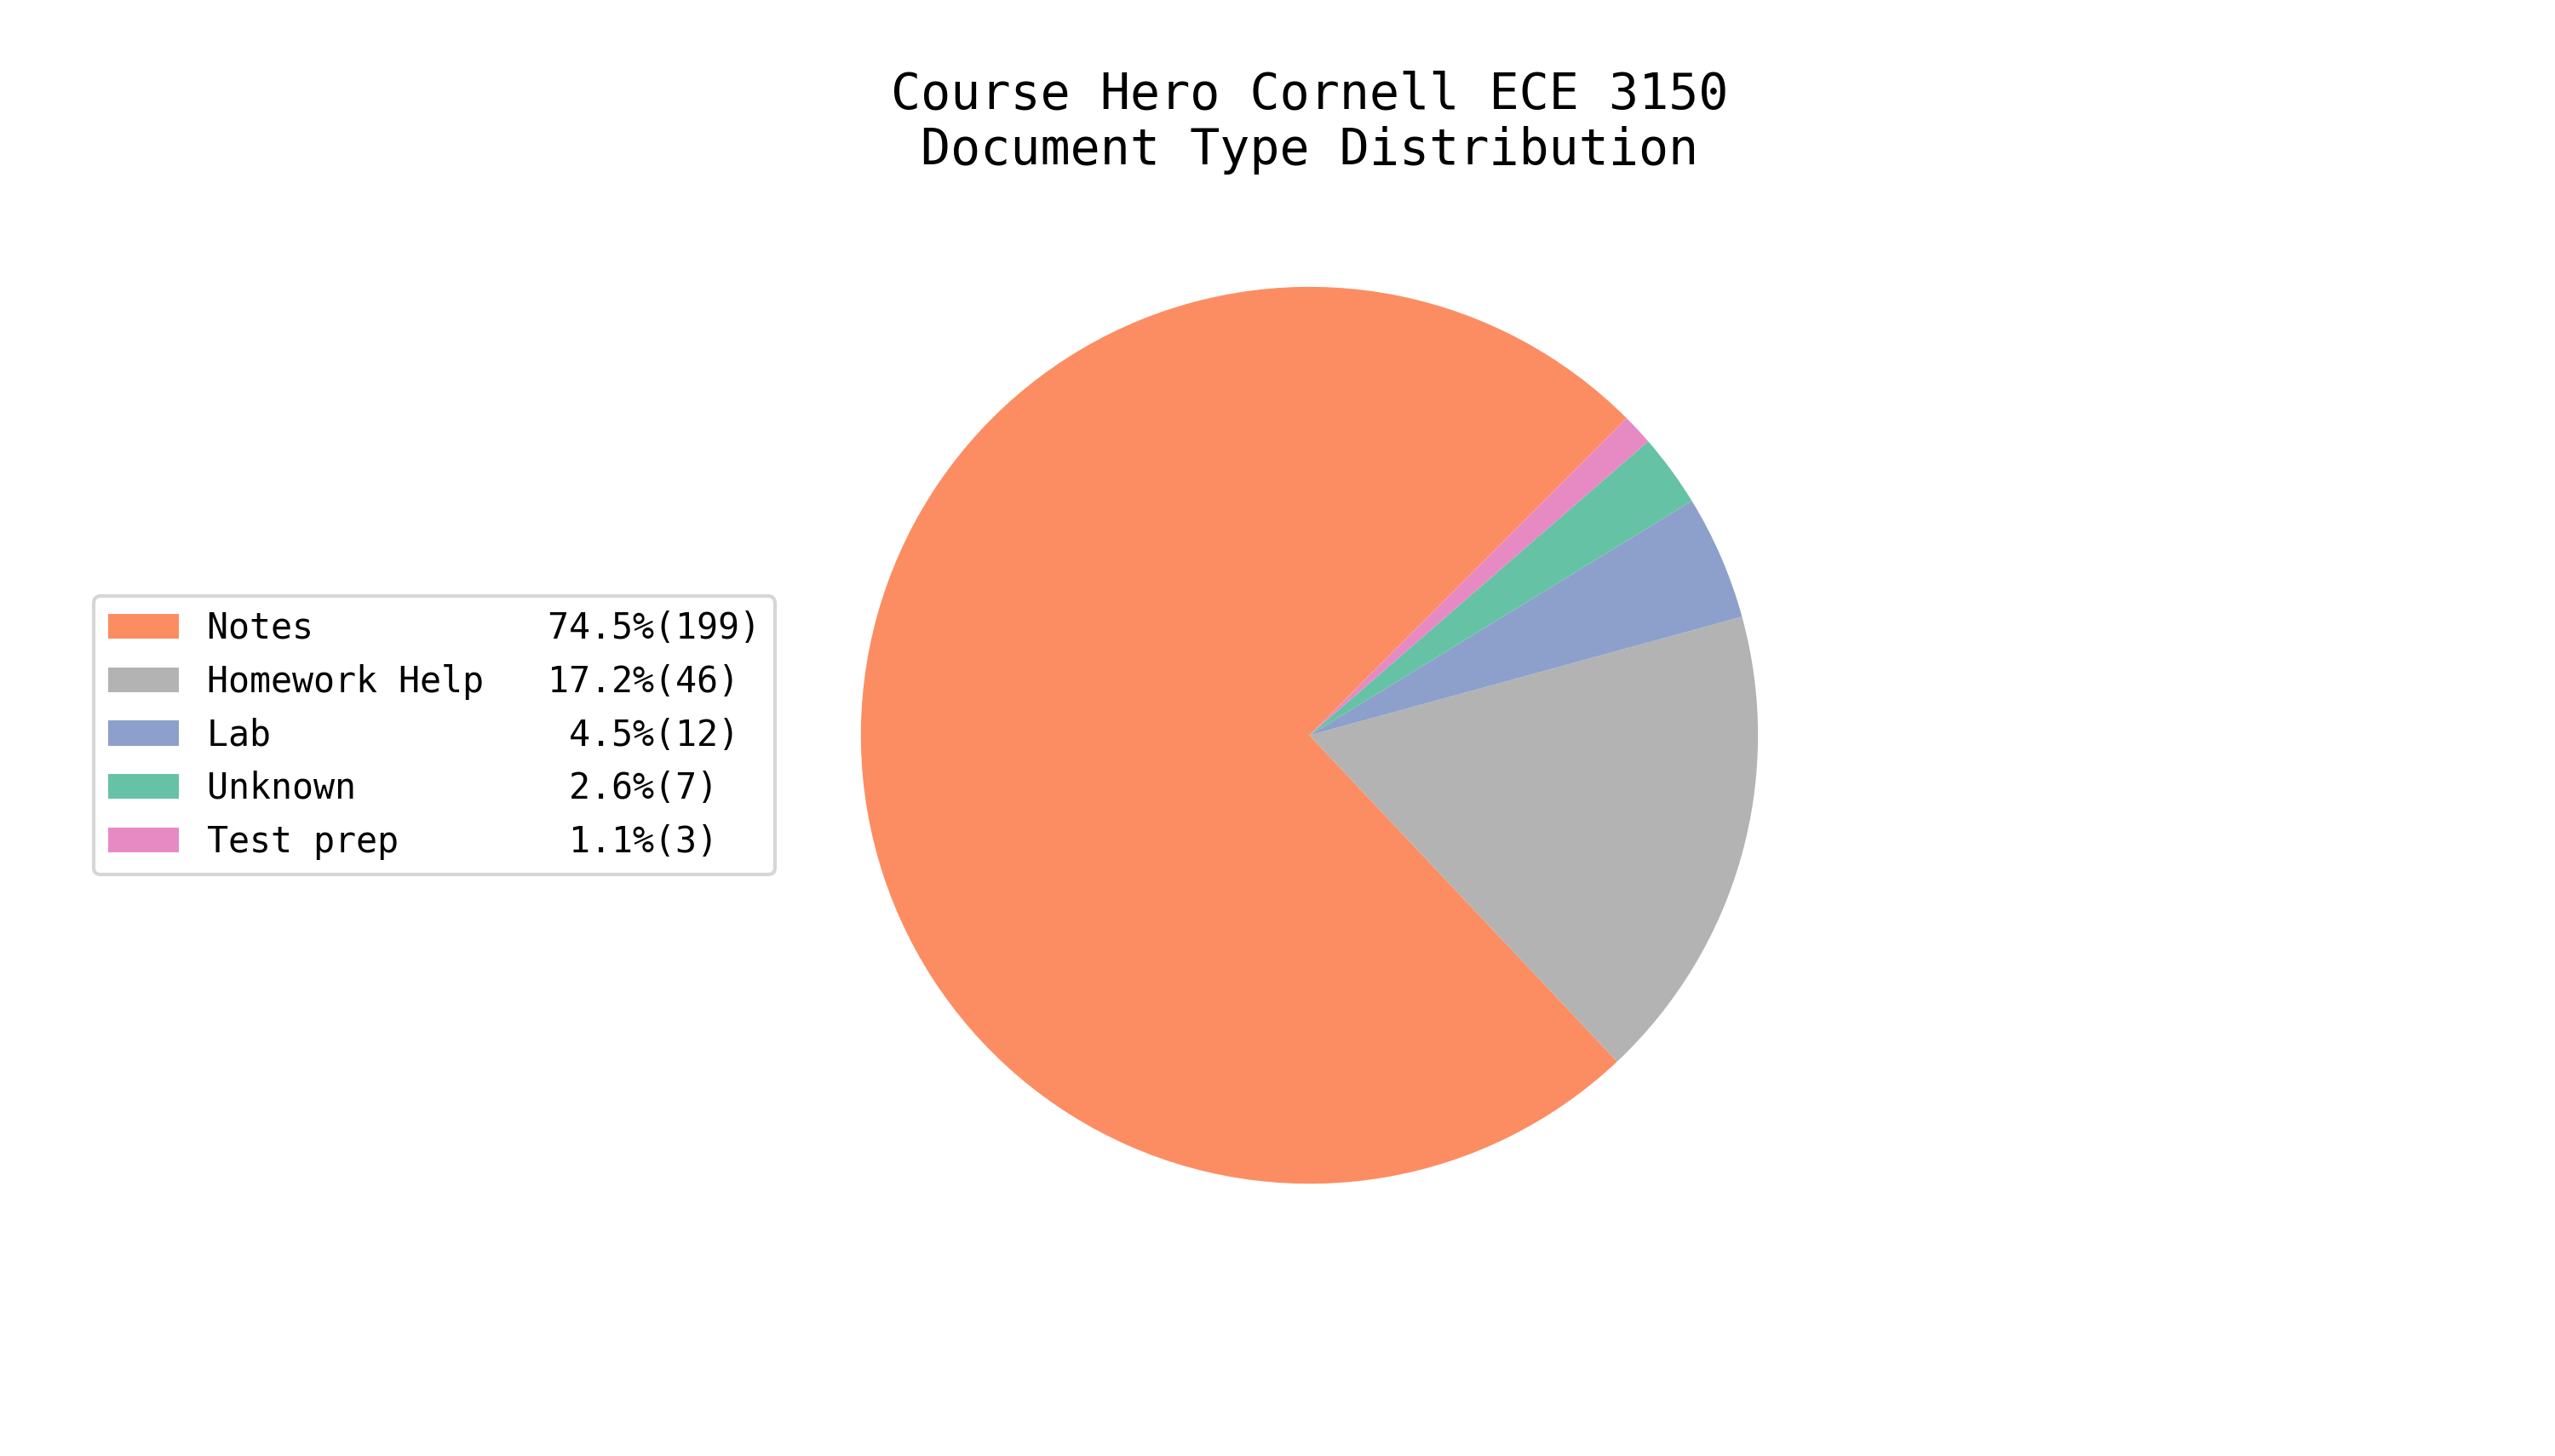 Course Hero Cornell ECE 3150
Document Type Distribution
Notes 74.5%(199)
Homework Help 17.2%(46)
Lab 4.5%(12)
Unknown 2.6%(7)
Test prep 1.1%(3)